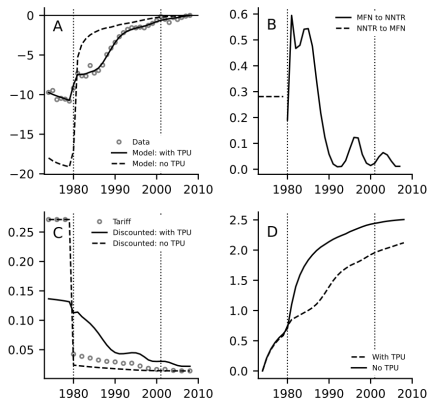 A
0
−5
−10
−15
−20
Data
Model: with TPU
Model: no TPU
1980
1990
2000
2010
B
MFN to NNTR
NNTR to MFN
0.6
0.5
0.4
0.3
0.2
0.1
0.0
1980
1990
2000
2010
C
Tariff
Discounted: with TPU
Discounted: no TPU
0.25
0.20
0.15
0.10
0.05
1980
1990
2000
2010
D
2.5
2.0
1.5
1.0
0.5
0.0
With TPU
No TPU
1980
1990
2000
2010